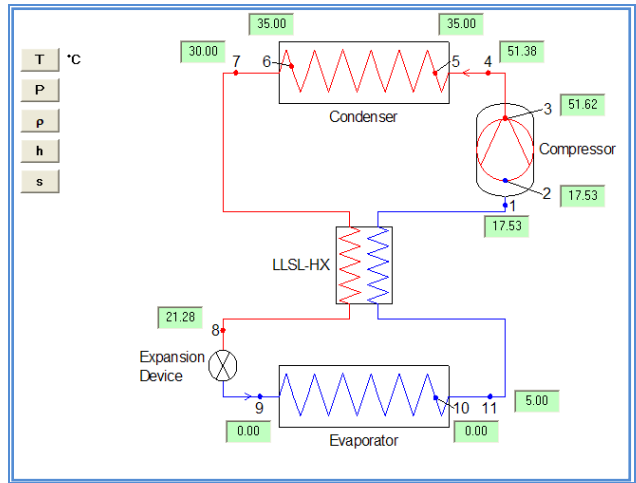 35.00 35.00
T °C 30.00 7 6 5 4 51.38
P
ρ
h
s
Condenser
3 51.62
Compressor
2 17.53
1
17.53
LLSL-HX
21.28
8
Expansion
Device
9 10 11 5.00
0.00 0.00
Evaporator